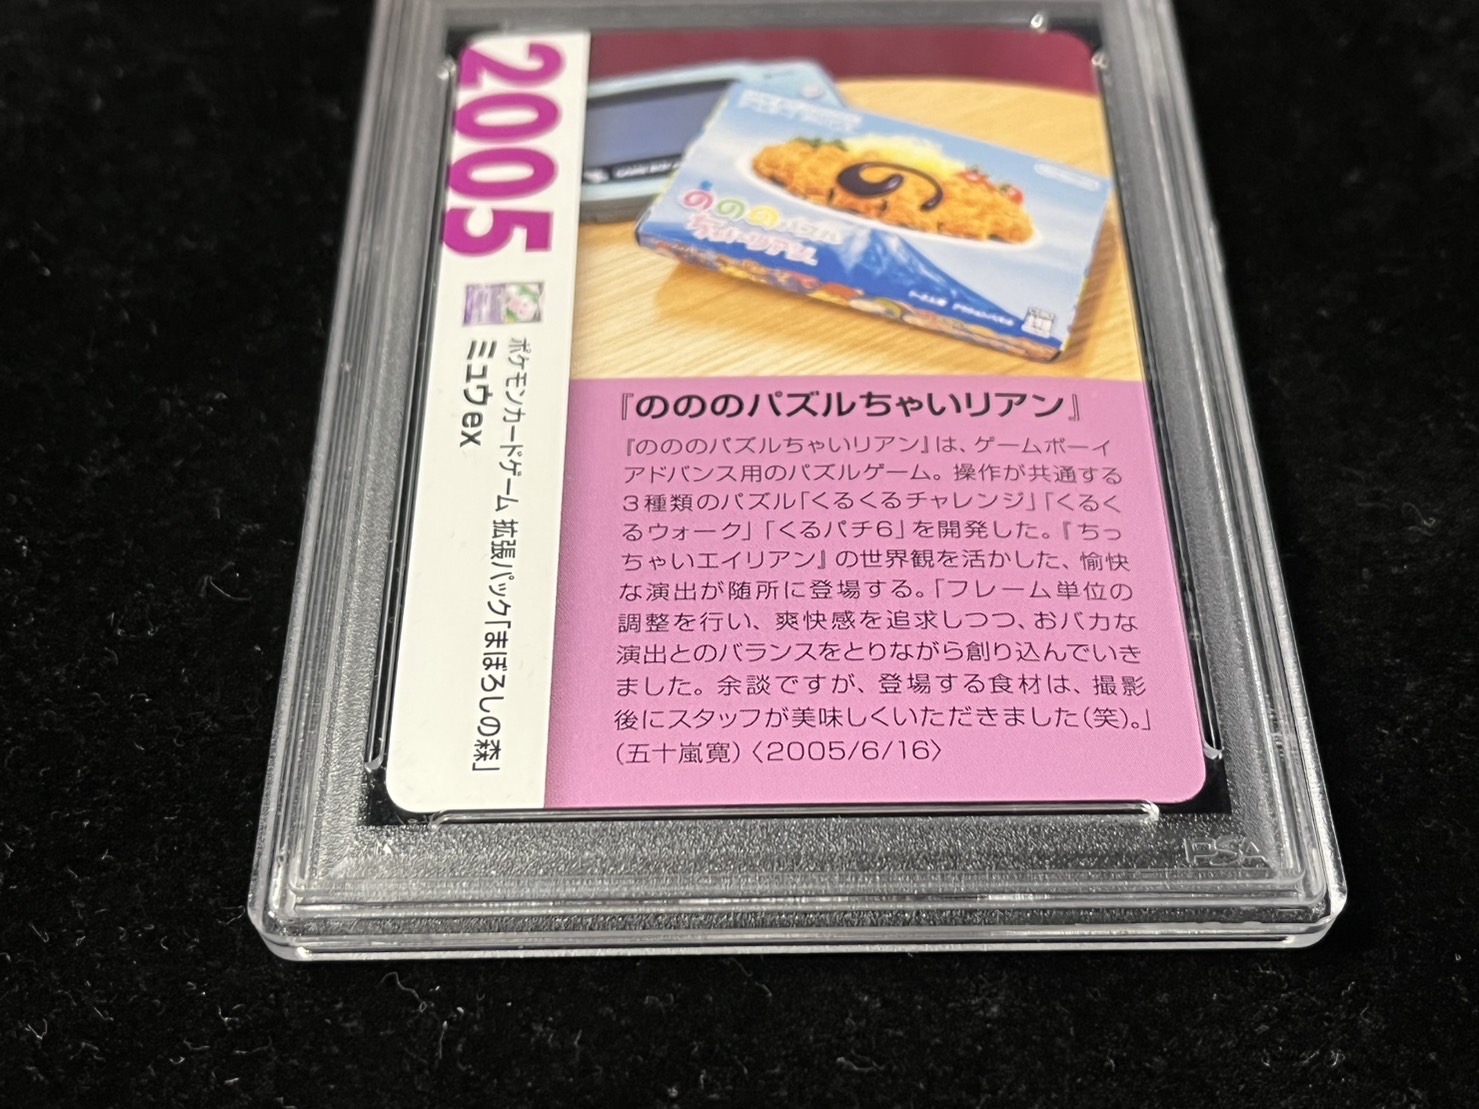 2005
ポケモンカードゲーム 拡張パック「まぼろしの森」
ミュウex
の
ののの パズル
ちゃいリアン
『のののパズルちゃいリアン』
『のののパズルちゃいリアン』は、ゲームボーイ
アドバンス用のパズルゲーム。操作が共通する
3種類のパズル「くるくるチャレンジ」「くるく
るウォーク」「くるパチ6」を開発した。『ちっ
ちゃいエイリアン』の世界観を活かした、愉快
な演出が随所に登場する。「フレーム単位の
調整を行い、爽快感を追求しつつ、おバカな
演出とのバランスをとりながら創り込んでいき
ました。余談ですが、登場する食材は、撮影
後にスタッフが美味しくいただきました(笑)。」
(五十嵐寛)〈2005/6/16〉
PSA